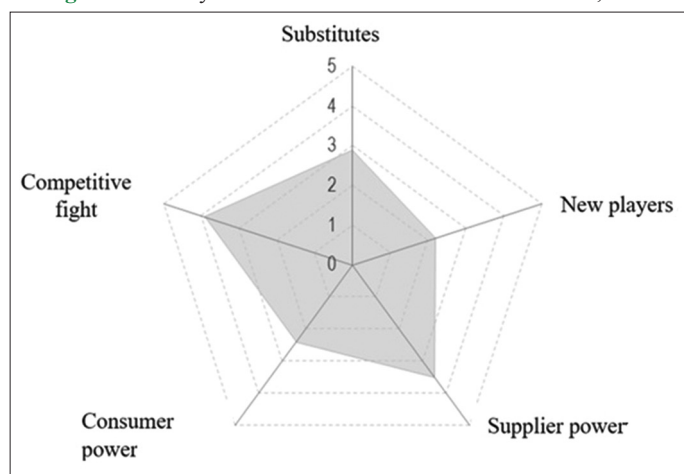 Substitutes
5
4
3
2
1
0
Competitive
fight
New players
Consumer
power
Supplier power